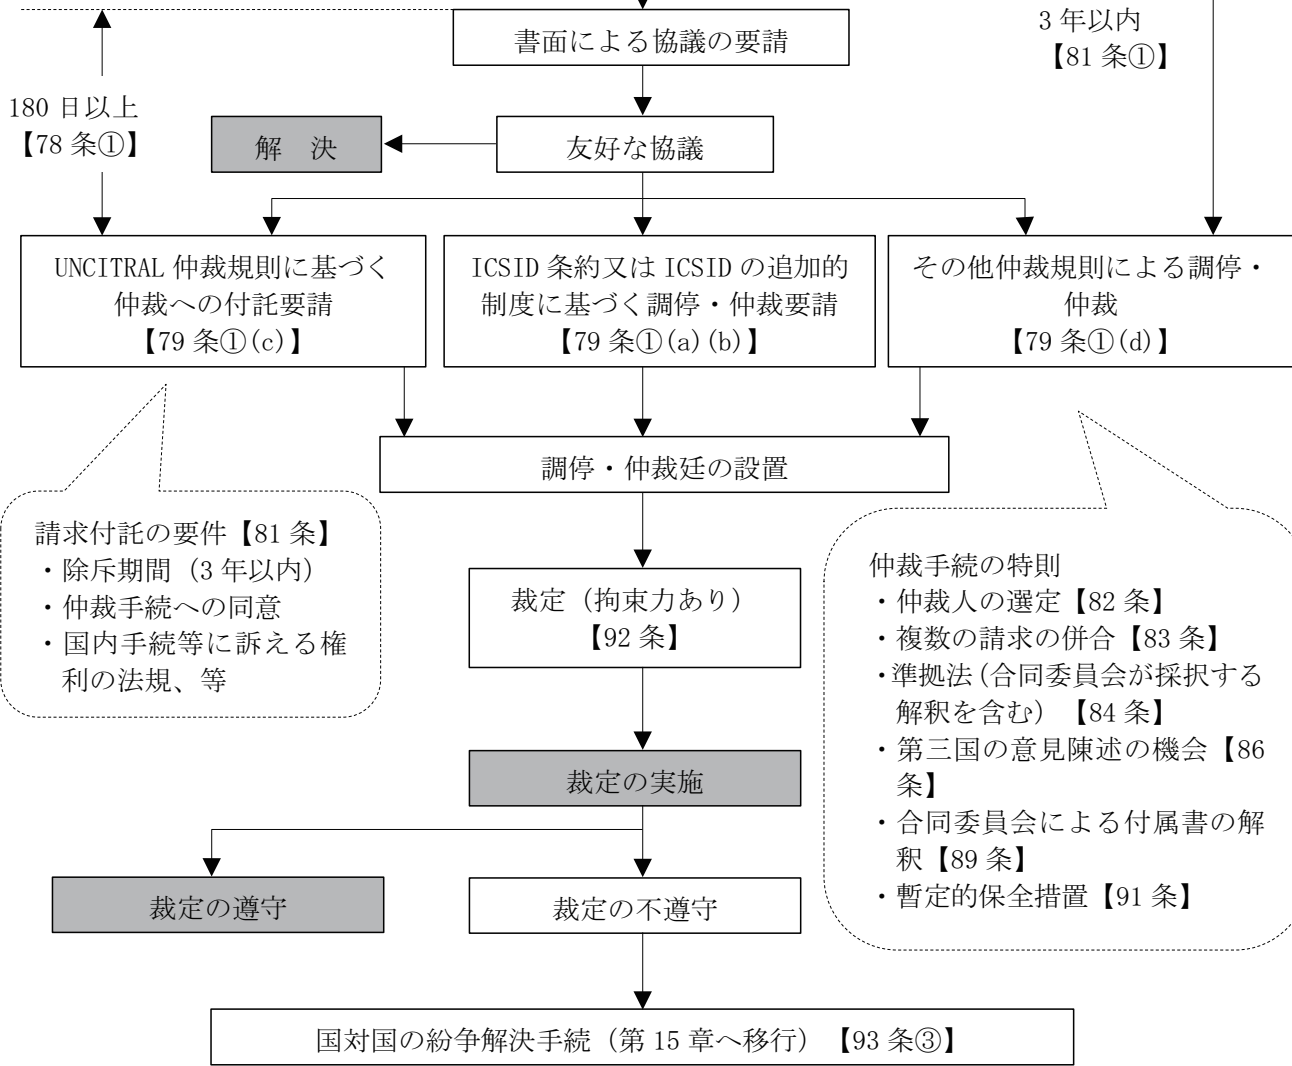 書面による協議の要請
3 年以内
【81 条①】
180 日以上
【78 条①】
解　決
友好な協議
UNCITRAL 仲裁規則に基づく
仲裁への付託要請
【79 条①(c)】
ICSID 条約又は ICSID の追加的
制度に基づく調停・仲裁要請
【79 条①(a)(b)】
その他仲裁規則による調停・
仲裁
【79 条①(d)】
調停・仲裁廷の設置
請求付託の要件【81 条】
・除斥期間（3 年以内）
・仲裁手続への同意
・国内手続等に訴える権
利の法規、等
裁定（拘束力あり）
【92 条】
仲裁手続の特則
・仲裁人の選定【82 条】
・複数の請求の併合【83 条】
・準拠法（合同委員会が採択する
解釈を含む）【84 条】
・第三国の意見陳述の機会【86
条】
・合同委員会による付属書の解
釈【89 条】
・暫定的保全措置【91 条】
裁定の実施
裁定の遵守
裁定の不遵守
国対国の紛争解決手続（第 15 章へ移行）【93 条③】